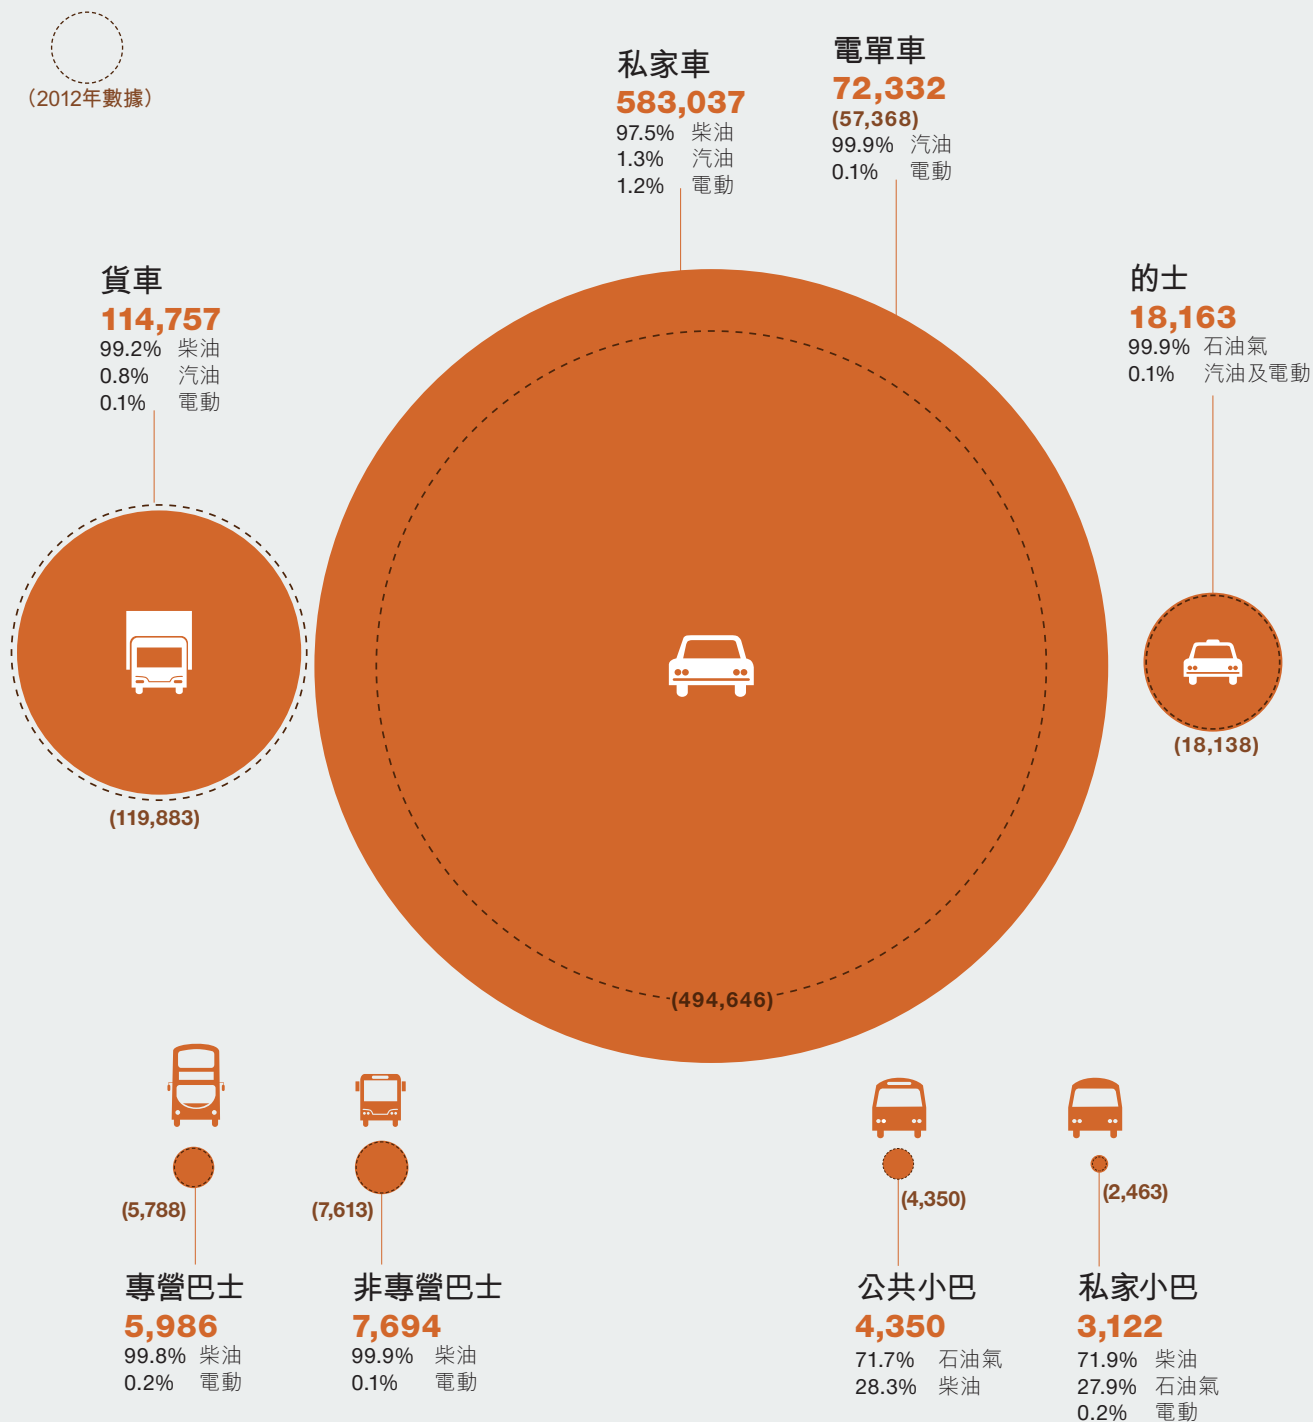 （2012年數據）
私家車
583,037
97.5% 柴油
1.3% 汽油
1.2% 電動
電單車
72,332
(57,368)
99.9% 汽油
0.1% 電動
貨車
114,757
99.2% 柴油
0.8% 汽油
0.1% 電動
的士
18,163
99.9% 石油氣
0.1% 汽油及電動
(119,883)
(494,646)
(18,138)
(5,788)
專營巴士
5,986
99.8% 柴油
0.2% 電動
(7,613)
非專營巴士
7,694
99.9% 柴油
0.1% 電動
(4,350)
公共小巴
4,350
71.7% 石油氣
28.3% 柴油
(2,463)
私家小巴
3,122
71.9% 柴油
27.9% 石油氣
0.2% 電動